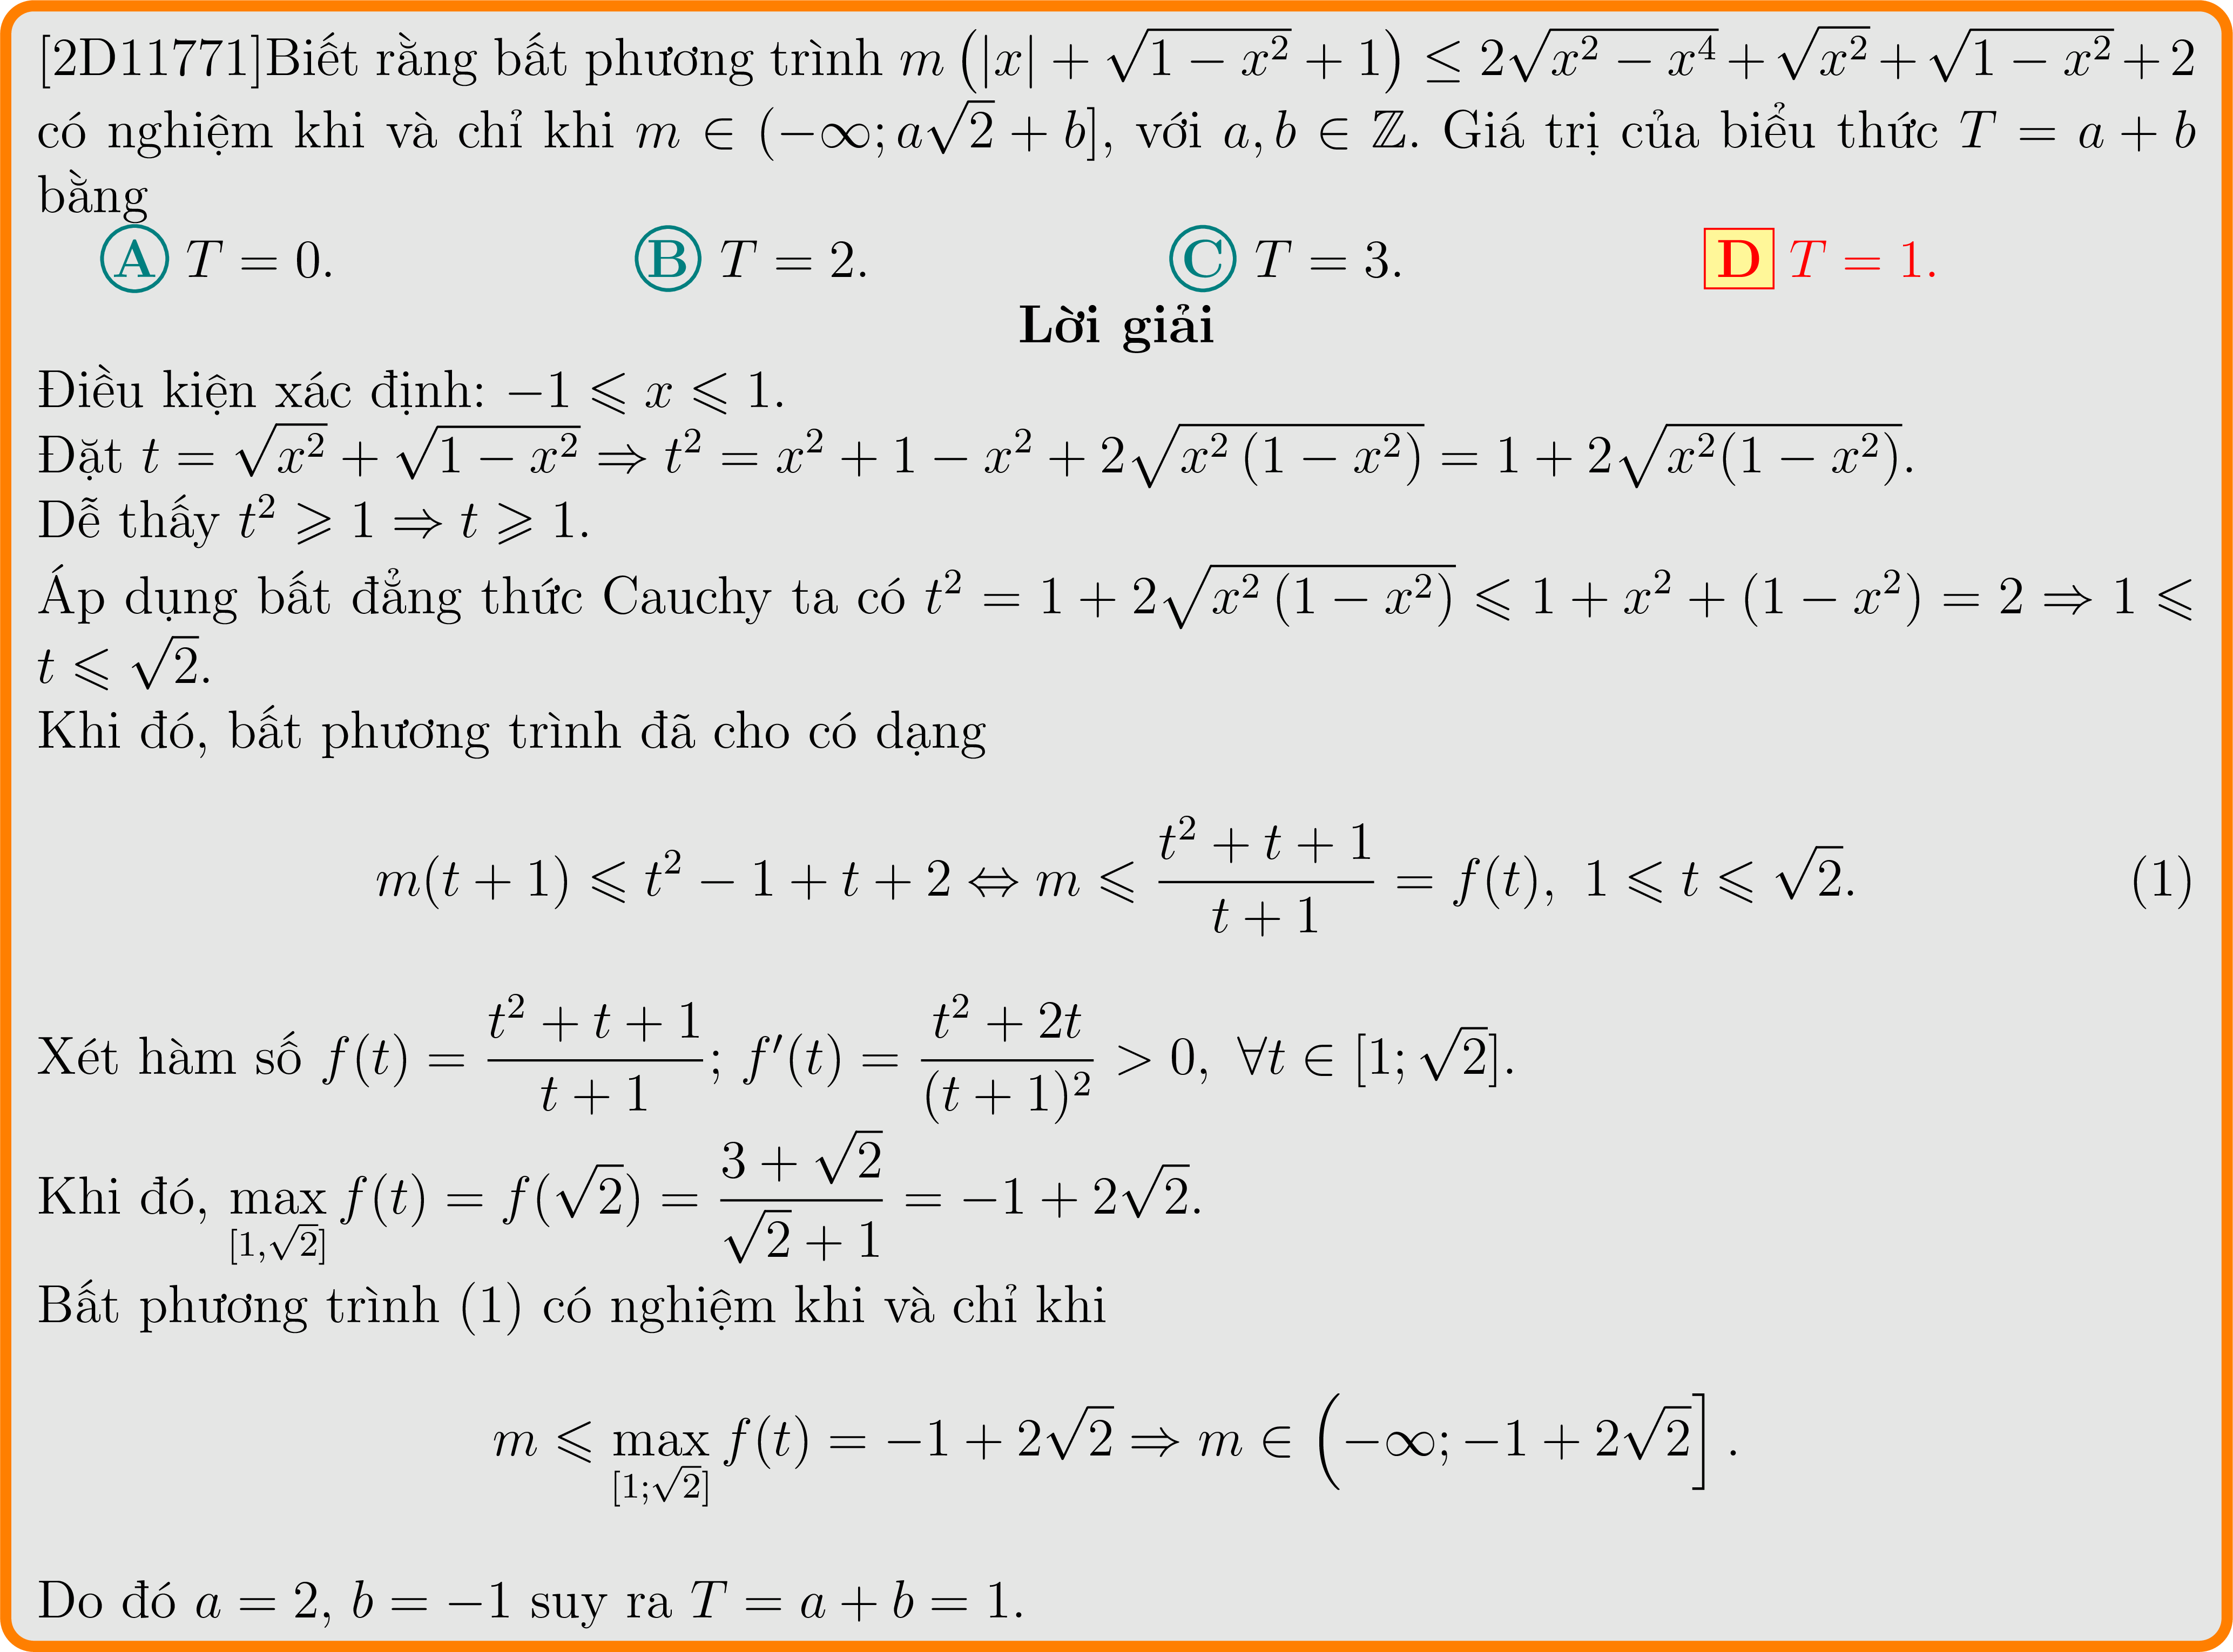 [2D11771]Biết rằng bất phương trình $m\left(|x| + \sqrt{1 - x^2} + 1\right) \leq 2\sqrt{x^2 - x^4} + \sqrt{x^2} + \sqrt{1 - x^2} + 2$
có nghiệm khi và chỉ khi $m \in (-\infty; a\sqrt{2} + b]$, với $a, b \in \mathbb{Z}$. Giá trị của biểu thức $T = a + b$
bằng
A $T = 0$. B $T = 2$. C $T = 3$. D $T = 1$.
Lời giải
Điều kiện xác định: $-1 \leqslant x \leqslant 1$.
Đặt $t = \sqrt{x^2} + \sqrt{1 - x^2} \Rightarrow t^2 = x^2 + 1 - x^2 + 2\sqrt{x^2\left(1 - x^2\right)} = 1 + 2\sqrt{x^2(1 - x^2)}$.
Dễ thấy $t^2 \geqslant 1 \Rightarrow t \geqslant 1$.
Áp dụng bất đẳng thức Cauchy ta có $t^2 = 1 + 2\sqrt{x^2\left(1 - x^2\right)} \leqslant 1 + x^2 + (1 - x^2) = 2 \Rightarrow 1 \leqslant$
$t \leqslant \sqrt{2}$.
Khi đó, bất phương trình đã cho có dạng
$m(t + 1) \leqslant t^2 - 1 + t + 2 \Leftrightarrow m \leqslant \dfrac{t^2 + t + 1}{t + 1} = f(t),\ 1 \leqslant t \leqslant \sqrt{2}$. (1)
Xét hàm số $f(t) = \dfrac{t^2 + t + 1}{t + 1}$; $f'(t) = \dfrac{t^2 + 2t}{(t + 1)^2} > 0,\ \forall t \in [1; \sqrt{2}]$.
Khi đó, $\max\limits_{[1,\sqrt{2}]} f(t) = f(\sqrt{2}) = \dfrac{3 + \sqrt{2}}{\sqrt{2} + 1} = -1 + 2\sqrt{2}$.
Bất phương trình (1) có nghiệm khi và chỉ khi
$m \leqslant \max\limits_{[1;\sqrt{2}]} f(t) = -1 + 2\sqrt{2} \Rightarrow m \in \left(-\infty; -1 + 2\sqrt{2}\right]$.
Do đó $a = 2$, $b = -1$ suy ra $T = a + b = 1$.